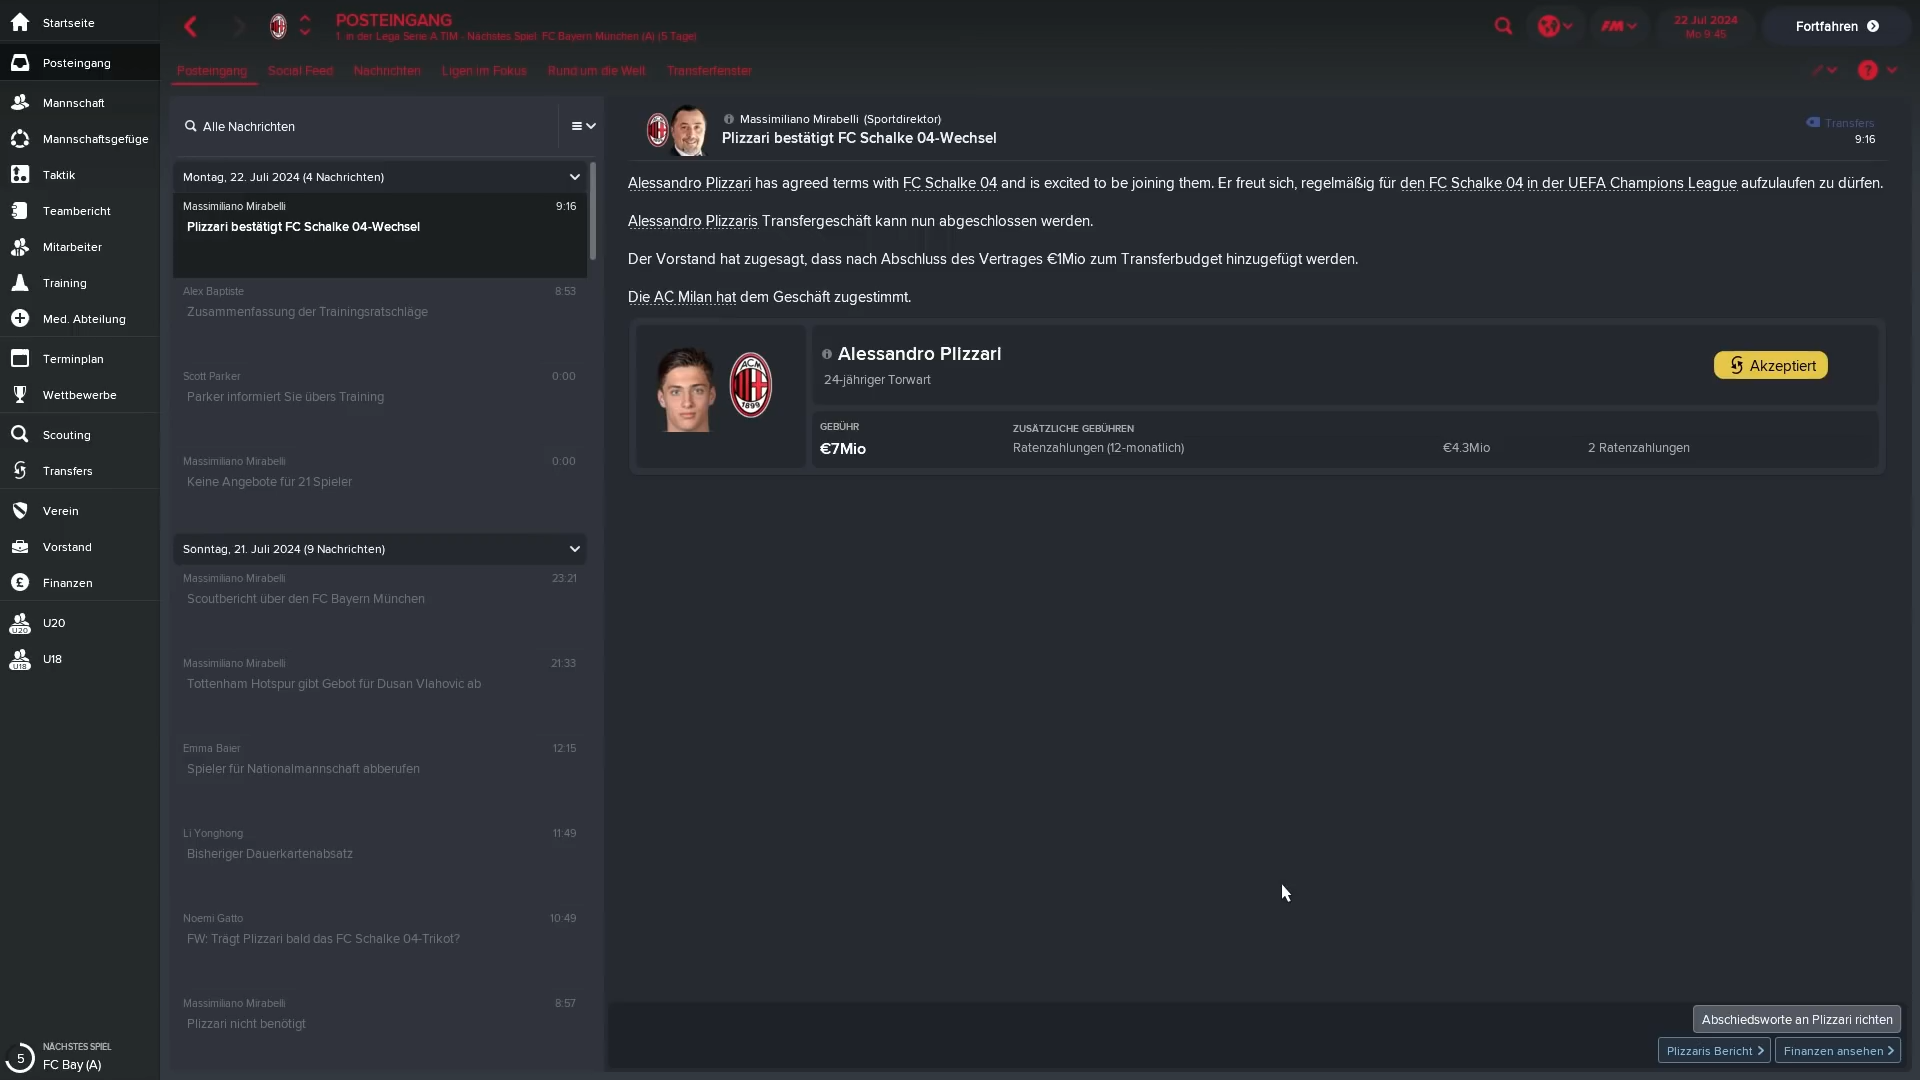 Startseite
Posteingang
Mannschaft
Mannschaftsgefüge
Taktik
Teambericht
Mitarbeiter
Training
Med. Abteilung
Terminplan
Wettbewerbe
Scouting
Transfers
Verein
Vorstand
Finanzen
U20
U20
U18
U18
5
NÄCHSTES SPIEL
FC Bay (A)
POSTEINGANG
1. in der Lega Serie A TIM - Nächstes Spiel: FC Bayern München (A) (5 Tage)
FM
22 Jul 2024
Mo 9:45
Fortfahren
Posteingang
Social Feed
Nachrichten
Ligen im Fokus
Rund um die Welt
Transferfenster
?
Alle Nachrichten
Montag, 22. Juli 2024 (4 Nachrichten)
Massimiliano Mirabelli 9:16
Plizzari bestätigt FC Schalke 04-Wechsel
Alex Baptiste 8:53
Zusammenfassung der Trainingsratschläge
Scott Parker 0:00
Parker informiert Sie übers Training
Massimiliano Mirabelli 0:00
Keine Angebote für 21 Spieler
Sonntag, 21. Juli 2024 (9 Nachrichten)
Massimiliano Mirabelli 23:21
Scoutbericht über den FC Bayern München
Massimiliano Mirabelli 21:33
Tottenham Hotspur gibt Gebot für Dusan Vlahovic ab
Emma Baier 12:15
Spieler für Nationalmannschaft abberufen
Li Yonghong 11:49
Bisheriger Dauerkartenabsatz
Noemi Gatto 10:49
FW: Trägt Plizzari bald das FC Schalke 04-Trikot?
Massimiliano Mirabelli 8:57
Plizzari nicht benötigt
Massimiliano Mirabelli (Sportdirektor)
Plizzari bestätigt FC Schalke 04-Wechsel
Transfers
9:16
Alessandro Plizzari has agreed terms with FC Schalke 04 and is excited to be joining them. Er freut sich, regelmäßig für den FC Schalke 04 in der UEFA Champions League aufzulaufen zu dürfen.
Alessandro Plizzaris Transfergeschäft kann nun abgeschlossen werden.
Der Vorstand hat zugesagt, dass nach Abschluss des Vertrages €1Mio zum Transferbudget hinzugefügt werden.
Die AC Milan hat dem Geschäft zugestimmt.
ACM
1899
Alessandro Plizzari
24-jähriger Torwart
Akzeptiert
GEBÜHR
€7Mio
ZUSÄTZLICHE GEBÜHREN
Ratenzahlungen (12-monatlich) €4.3Mio 2 Ratenzahlungen
Abschiedsworte an Plizzari richten
Plizzaris Bericht
Finanzen ansehen